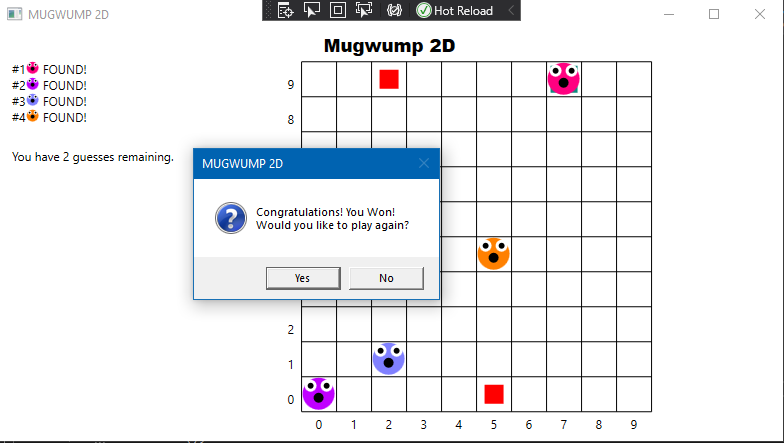 MUGWUMP 2D
Hot Reload
Mugwump 2D
#1 FOUND!
#2 FOUND!
#3 FOUND!
#4 FOUND!
You have 2 guesses remaining.
9
8
MUGWUMP 2D
Congratulations! You Won!
Would you like to play again?
Yes No
2
1
0
0 1 2 3 4 5 6 7 8 9